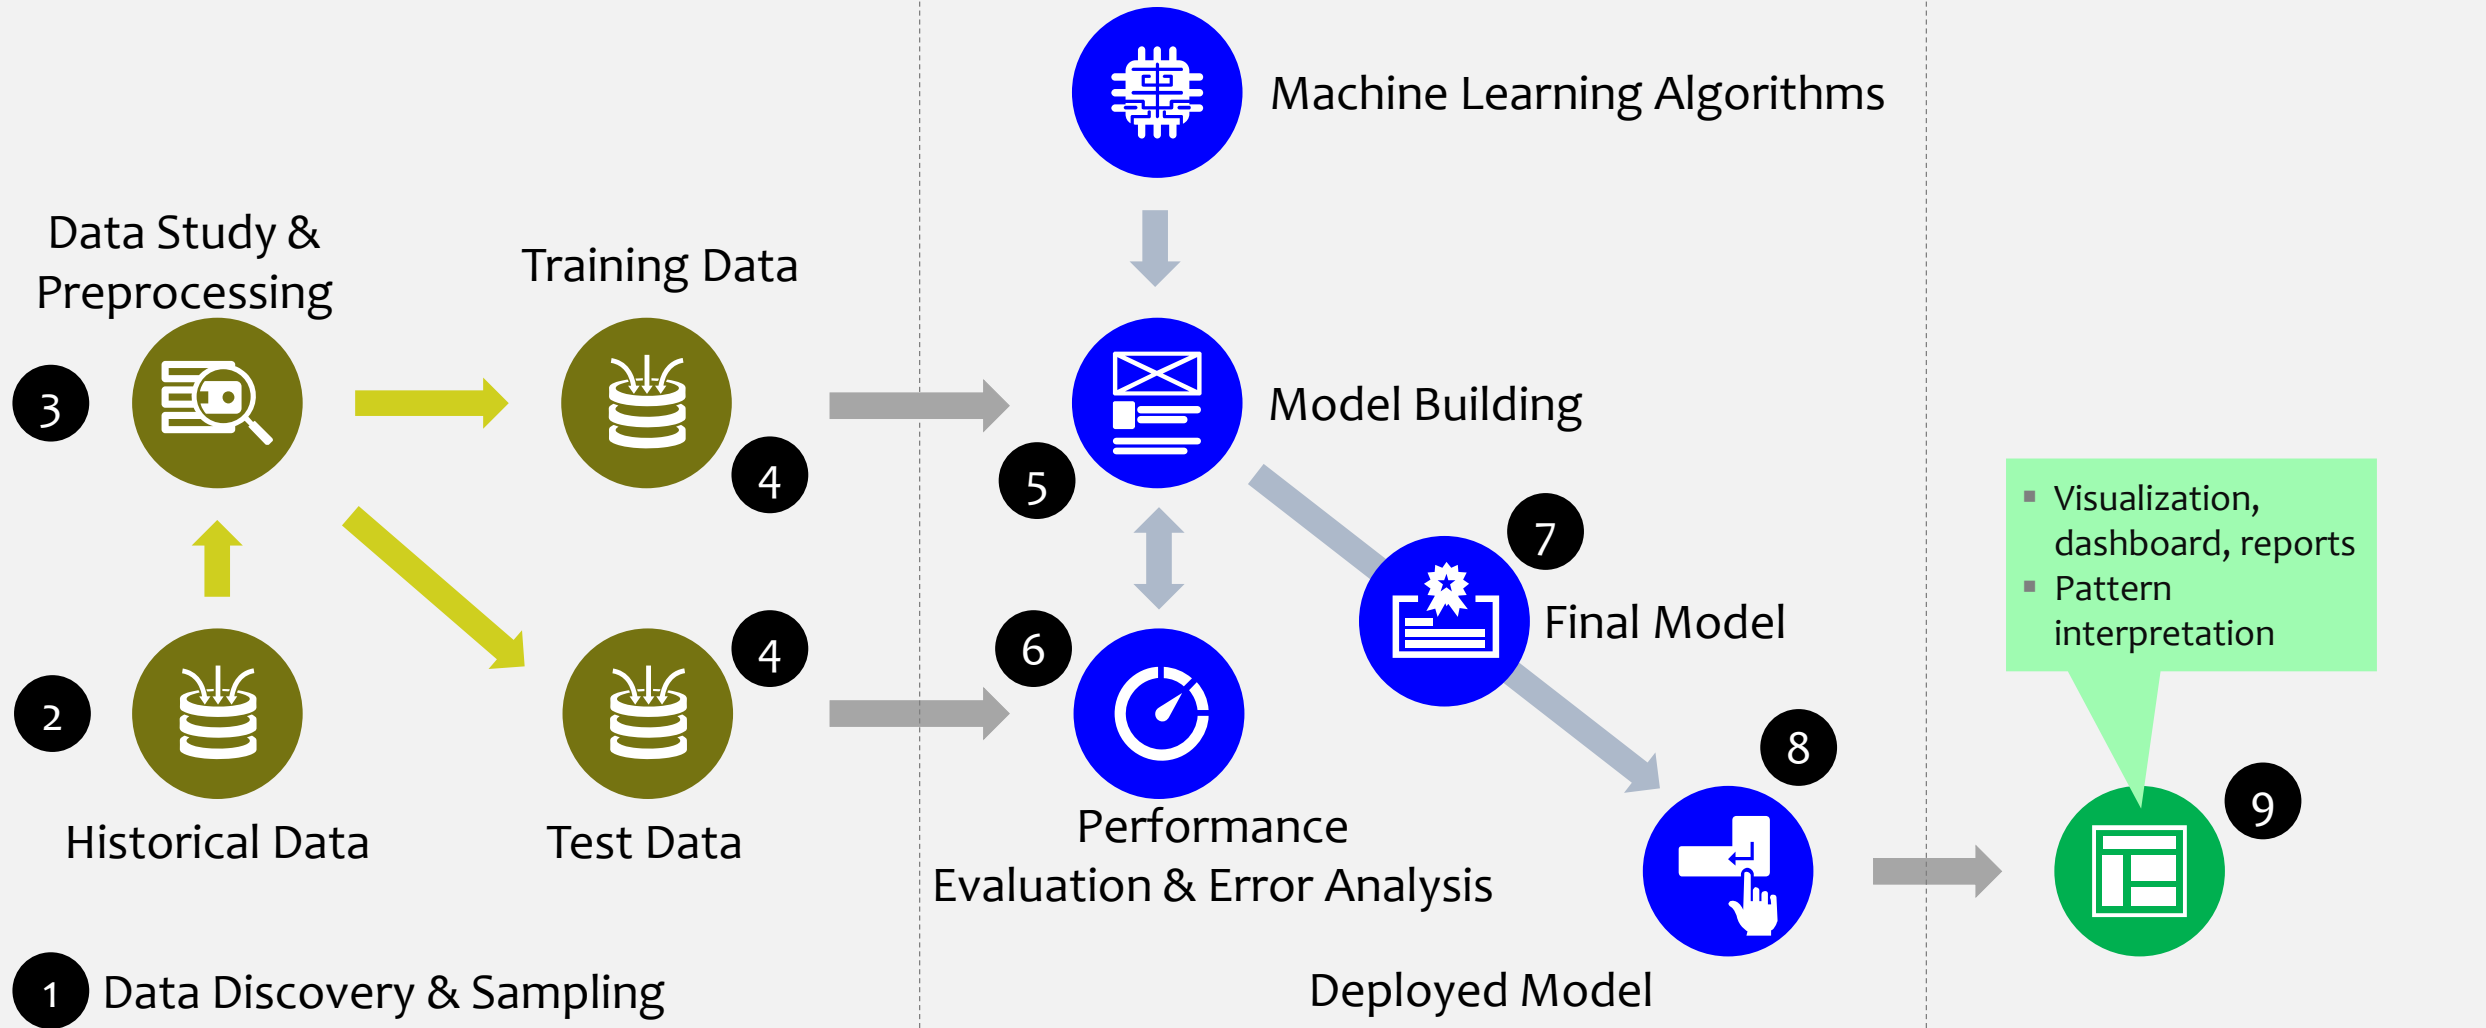 Machine Learning Algorithms
Data Study &
Preprocessing
Training Data
3
4
Model Building
5
7
Final Model
6
4
2
Historical Data
Test Data
Performance
Evaluation & Error Analysis
8
Deployed Model
▪ Visualization,
dashboard, reports
▪ Pattern
interpretation
9
1 Data Discovery & Sampling